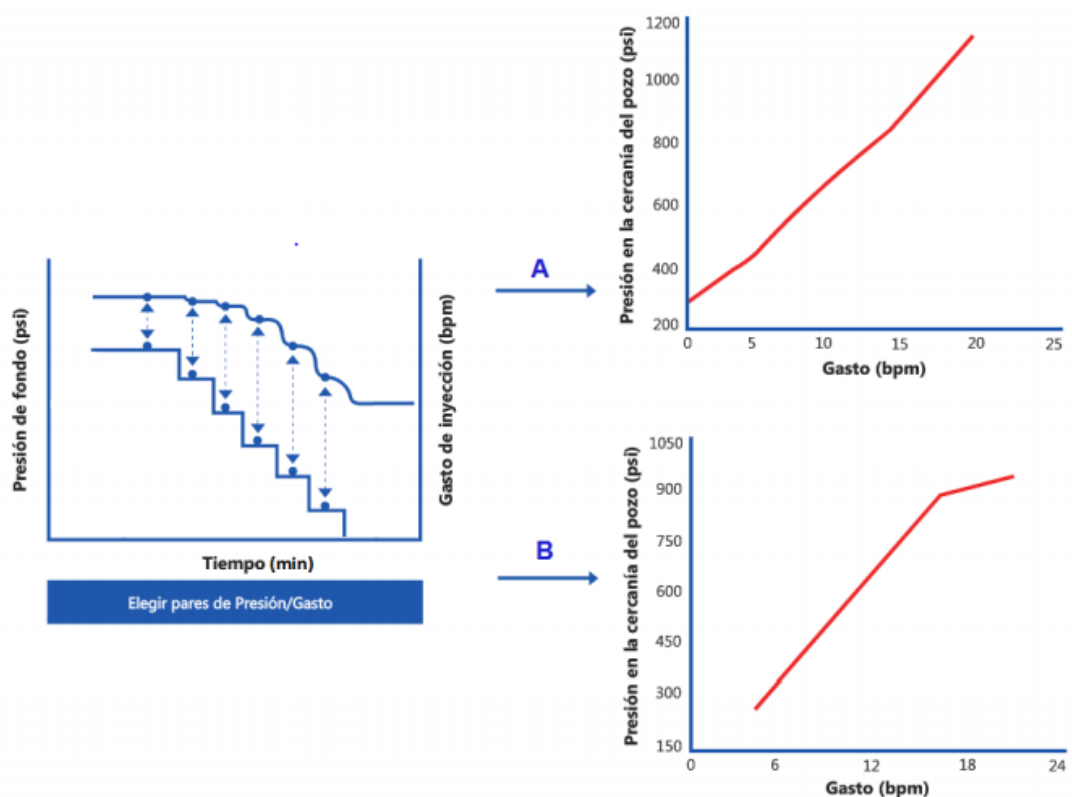 Presión de fondo (psi)
Gasto de inyección (bpm)
Tiempo (min)
Elegir pares de Presión/Gasto
A
B
Presión en la cercanía del pozo (psi)
1200
1000
800
600
400
200
0
5
10
15
20
25
Gasto (bpm)
Presión en la cercanía del pozo (psi)
1050
900
750
600
450
300
150
0
6
12
18
24
Gasto (bpm)